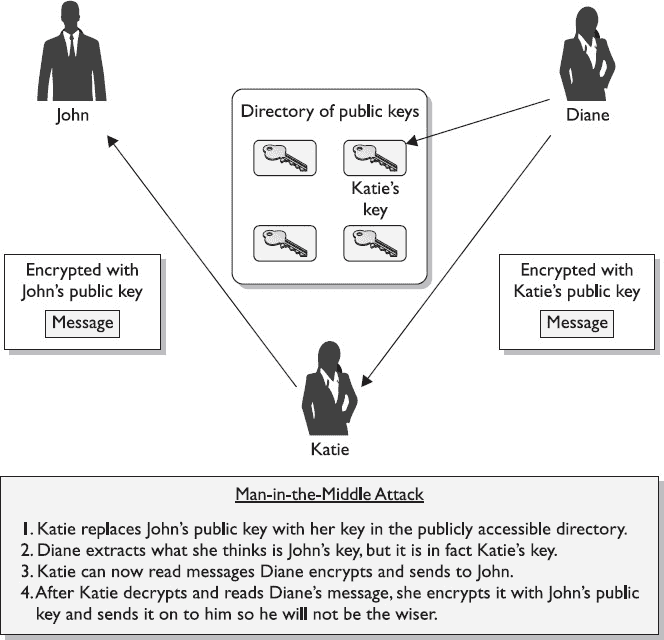 John
Diane
Directory of public keys
Katie's
key
Encrypted with
John's public key
Message
Encrypted with
Katie's public key
Message
Katie
Man-in-the-Middle Attack
1. Katie replaces John's public key with her key in the publicly accessible directory.
2. Diane extracts what she thinks is John's key, but it is in fact Katie's key.
3. Katie can now read messages Diane encrypts and sends to John.
4. After Katie decrypts and reads Diane's message, she encrypts it with John's public
key and sends it on to him so he will not be the wiser.